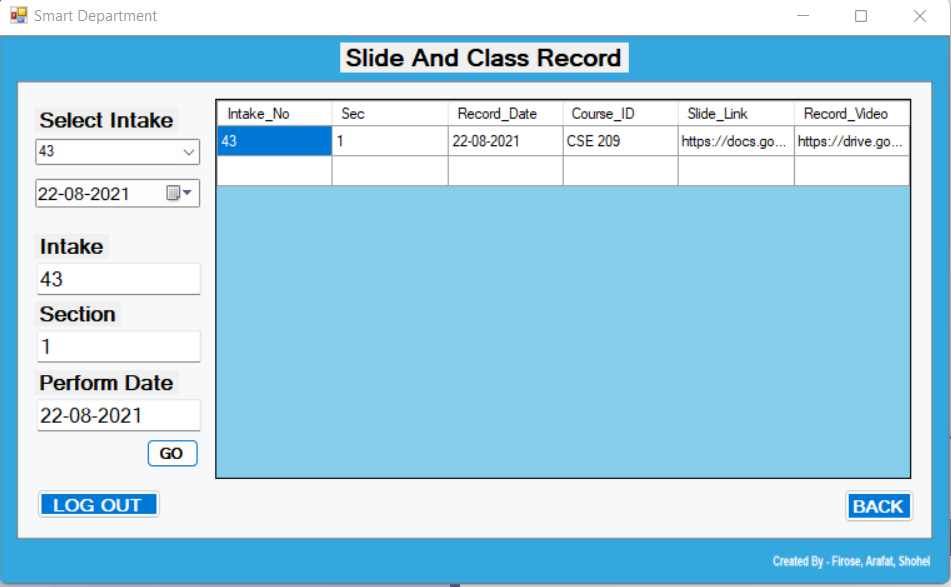 Smart Department
Slide And Class Record
Select Intake
43
22-08-2021
Intake
43
Section
1
Perform Date
22-08-2021
GO
LOG OUT
Intake_No Sec Record_Date Course_ID Slide_Link Record_Video
43 1 22-08-2021 CSE 209 https://docs.go... https://drive.go...
BACK
Created By - Firose, Arafat, Shohel